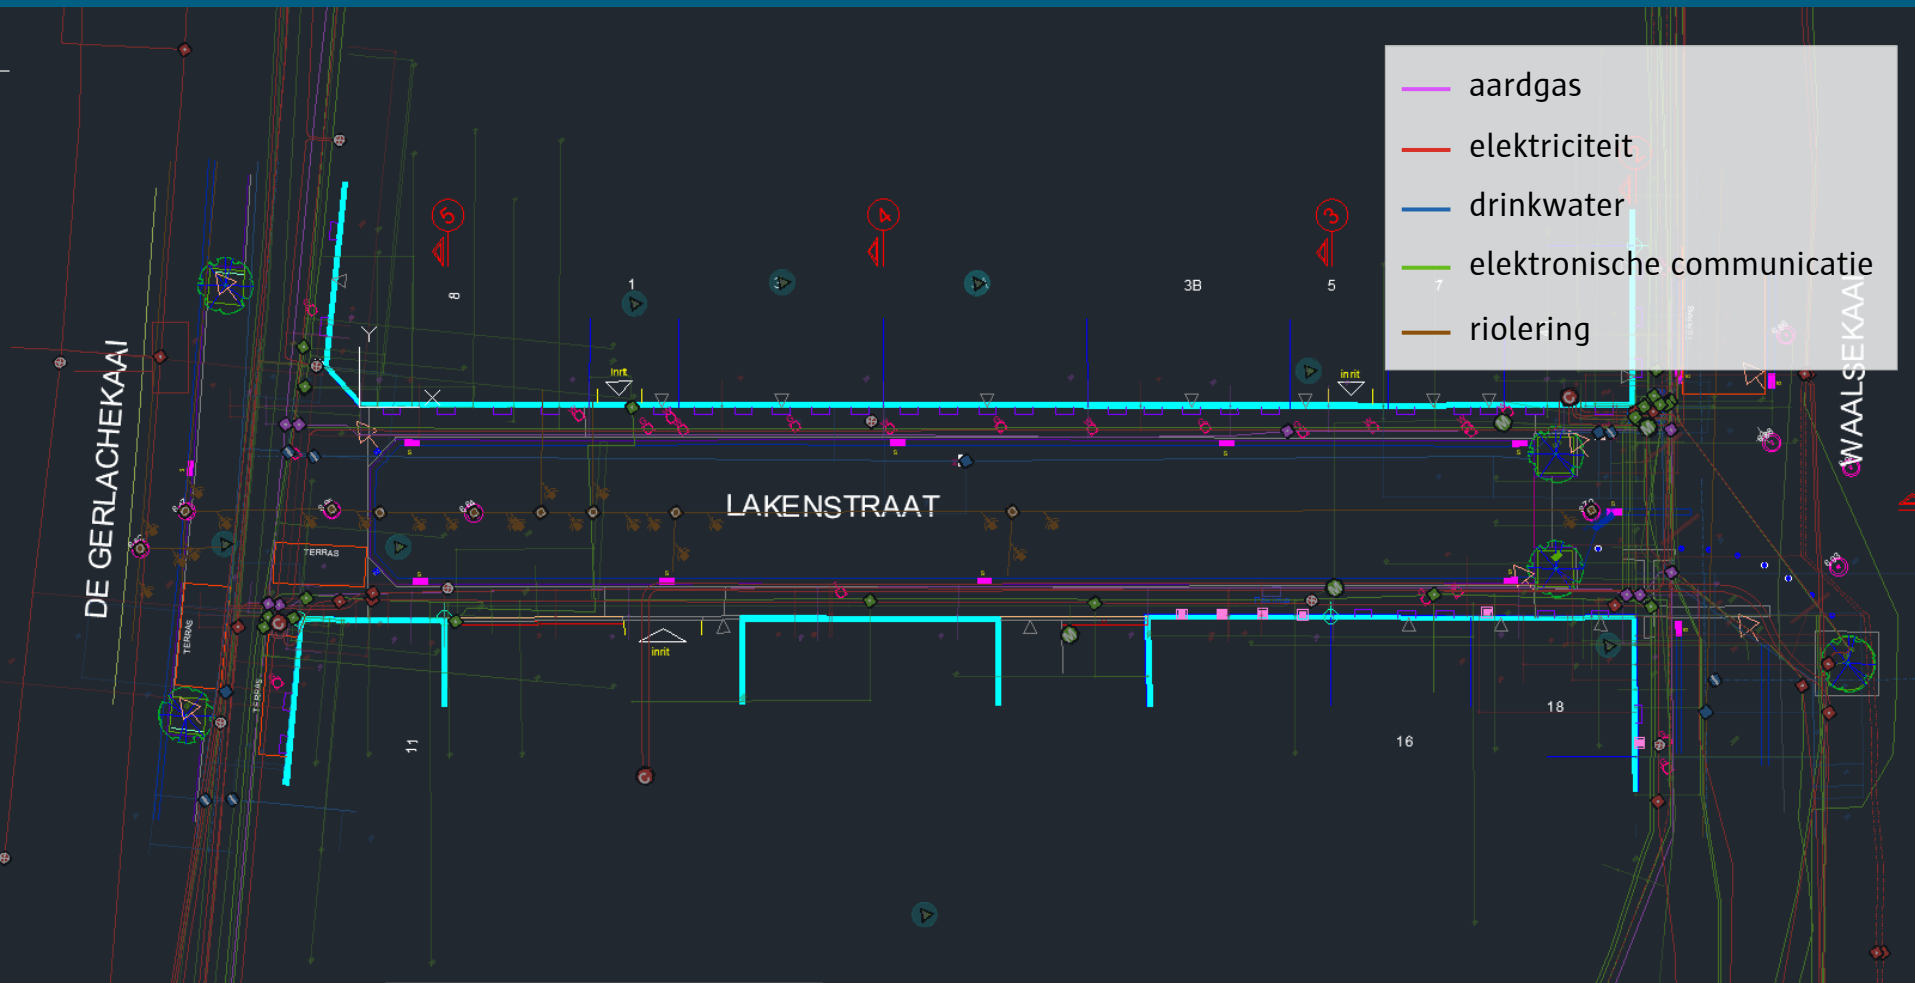 aardgas
elektriciteit
drinkwater
elektronische communicatie
riolering
5
4
3
8
1
3B
5
7
Y
X
inrit
inrit
DE GERLACHEKAAI
WAALSEKAAI
LAKENSTRAAT
TERRAS
TERRAS
TERRAS
inrit
11
16
18